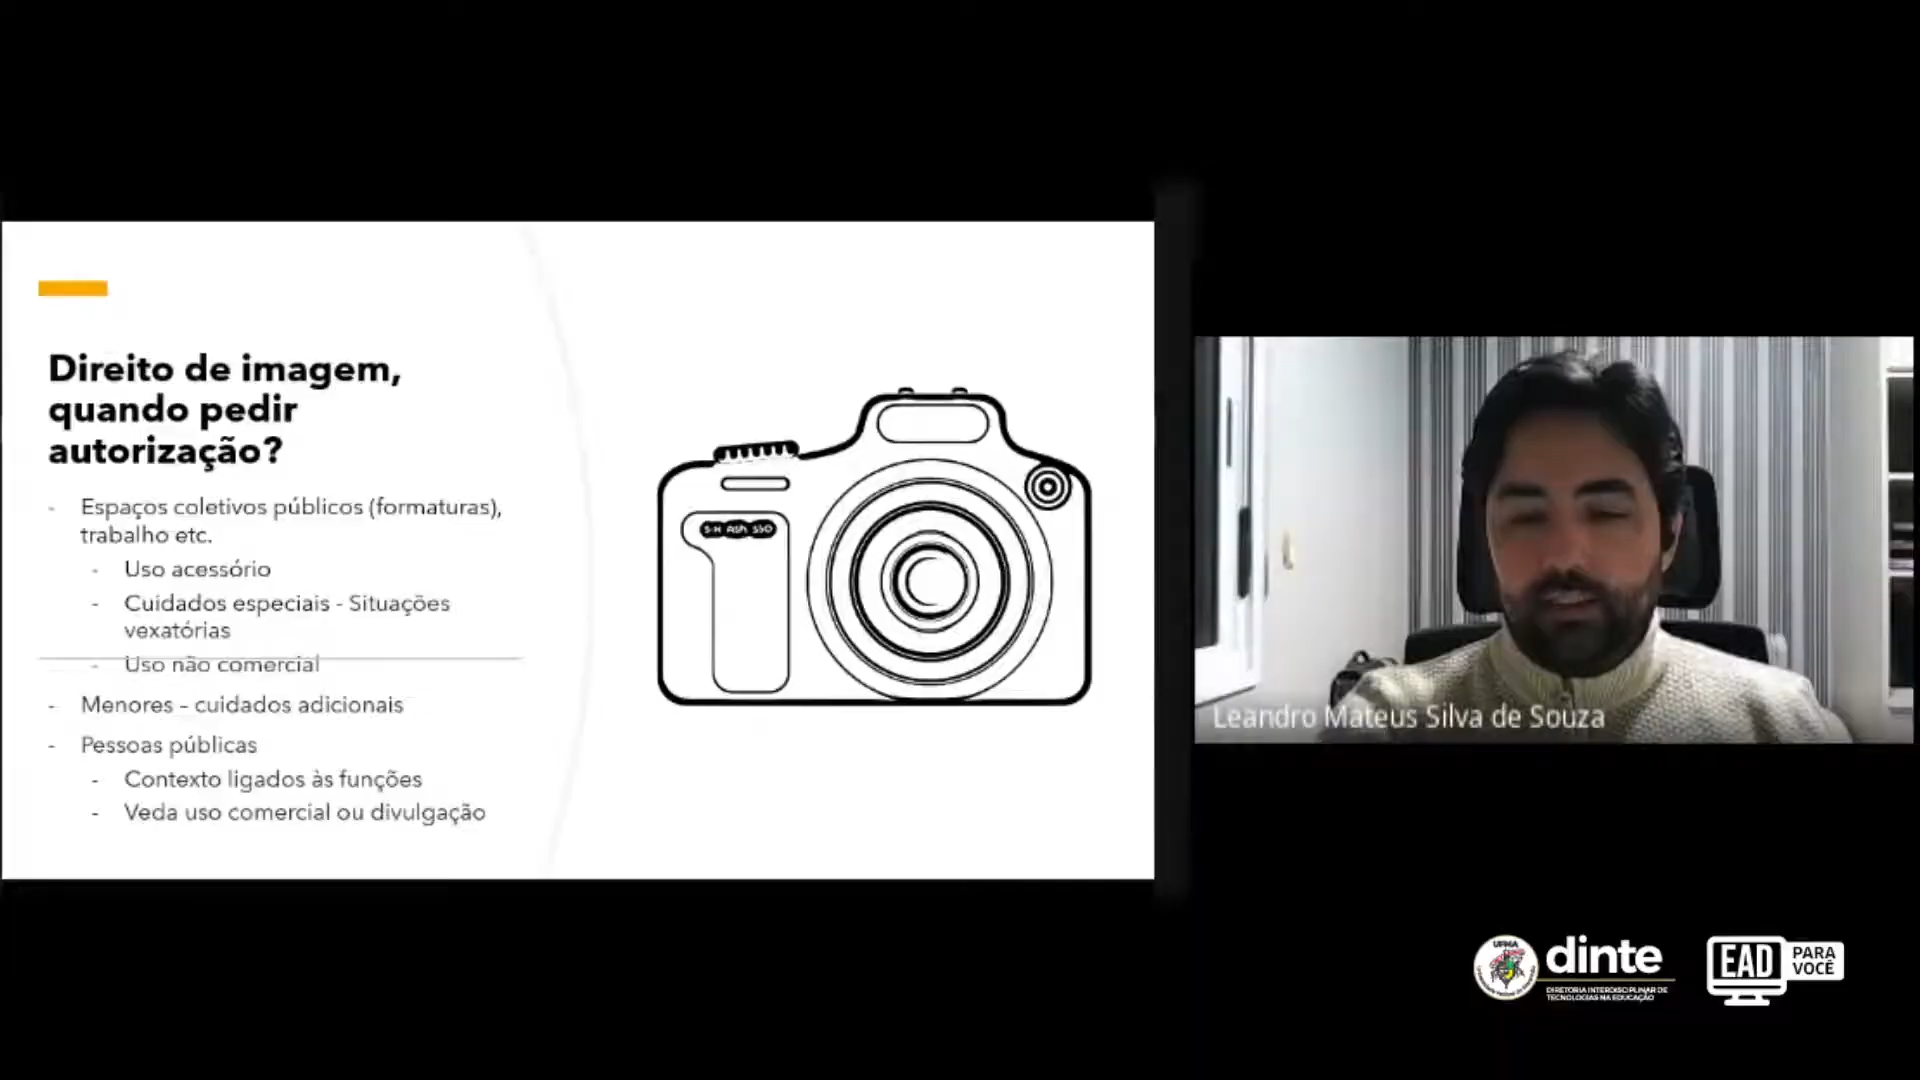 Direito de imagem,
quando pedir
autorização?
- Espaços coletivos públicos (formaturas),
trabalho etc.
- Uso acessório
- Cuidados especiais - Situações
vexatórias
- Uso não comercial
- Menores - cuidados adicionais
- Pessoas públicas
- Contexto ligados às funções
- Veda uso comercial ou divulgação
Leandro Mateus Silva de Souza
UFMA
dinte
DIRETORIA INTERDISCIPLINAR DE
TECNOLOGIAS NA EDUCAÇÃO
EAD
PARA
VOCÊ